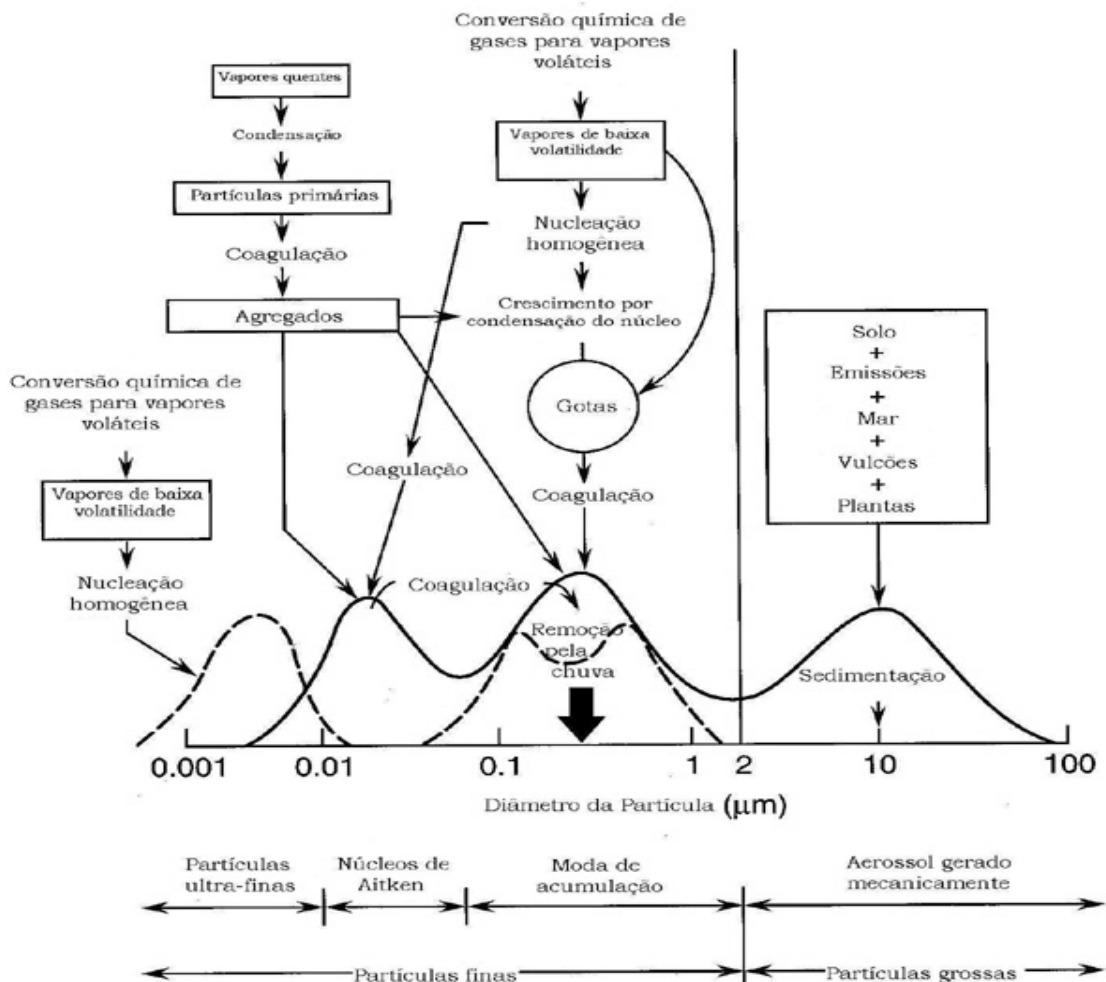 Conversão química de
gases para vapores
voláteis
Vapores quentes
Condensação
Partículas primárias
Coagulação
Agregados
Vapores de baixa
volatilidade
Nucleação
homogênea
Crescimento por
condensação do núcleo
Gotas
Coagulação
Solo
+
Emissões
+
Mar
+
Vulcões
+
Plantas
Conversão química de
gases para vapores
voláteis
Vapores de baixa
volatilidade
Nucleação
homogênea
Coagulação
Coagulação
Remoção
pela
chuva
Sedimentação
0.001 0.01 0.1 1 2 10 100
Diâmetro da Partícula (μm)
Partículas
ultra-finas
Núcleos de
Aitken
Moda de
acumulação
Aerossol gerado
mecanicamente
Partículas finas
Partículas grossas